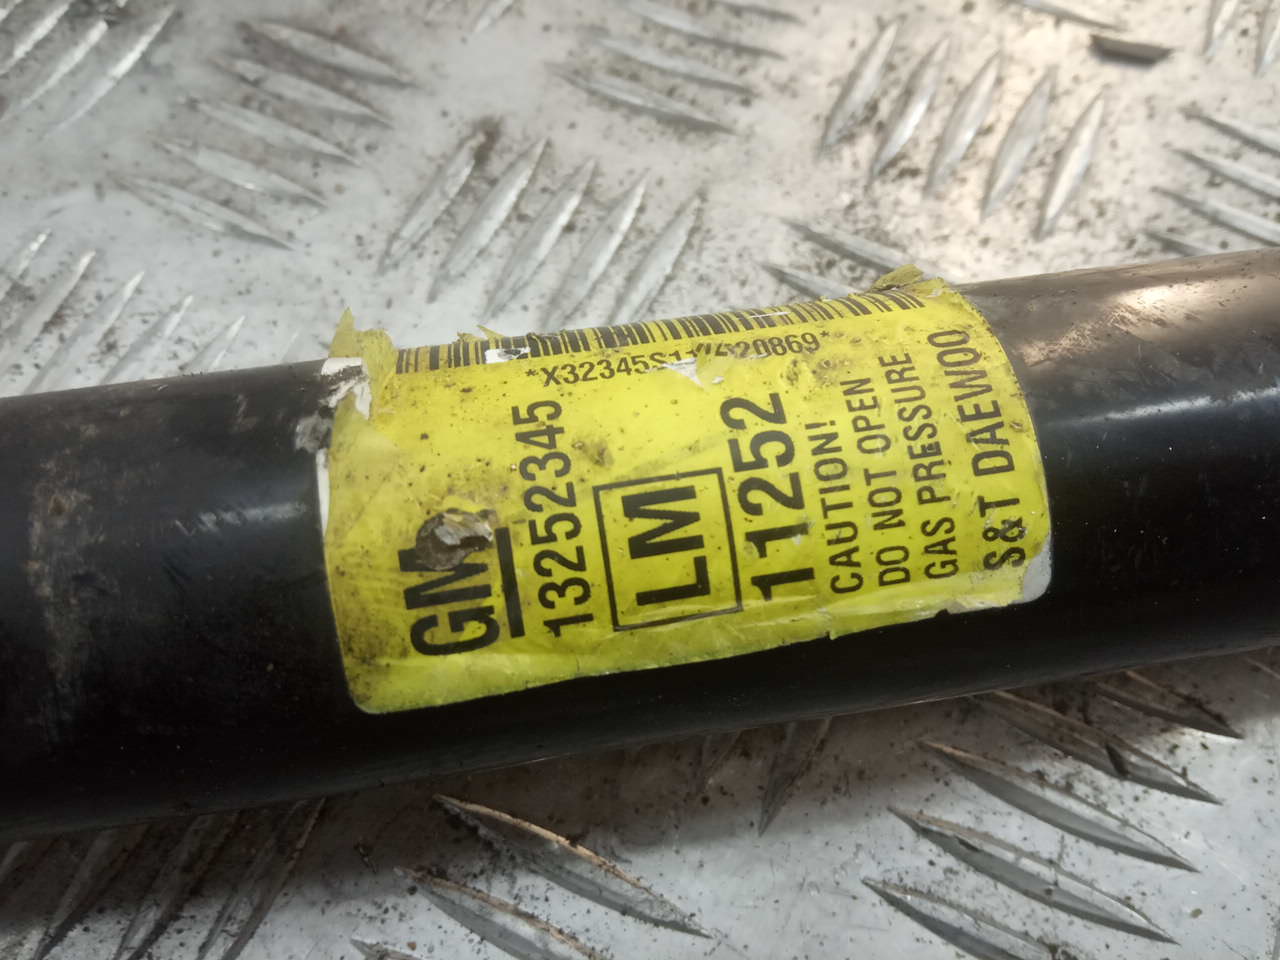 GM
13252345
LM
11252
CAUTION!
DO NOT OPEN
GAS PRESSURE
S&T DAEWOO